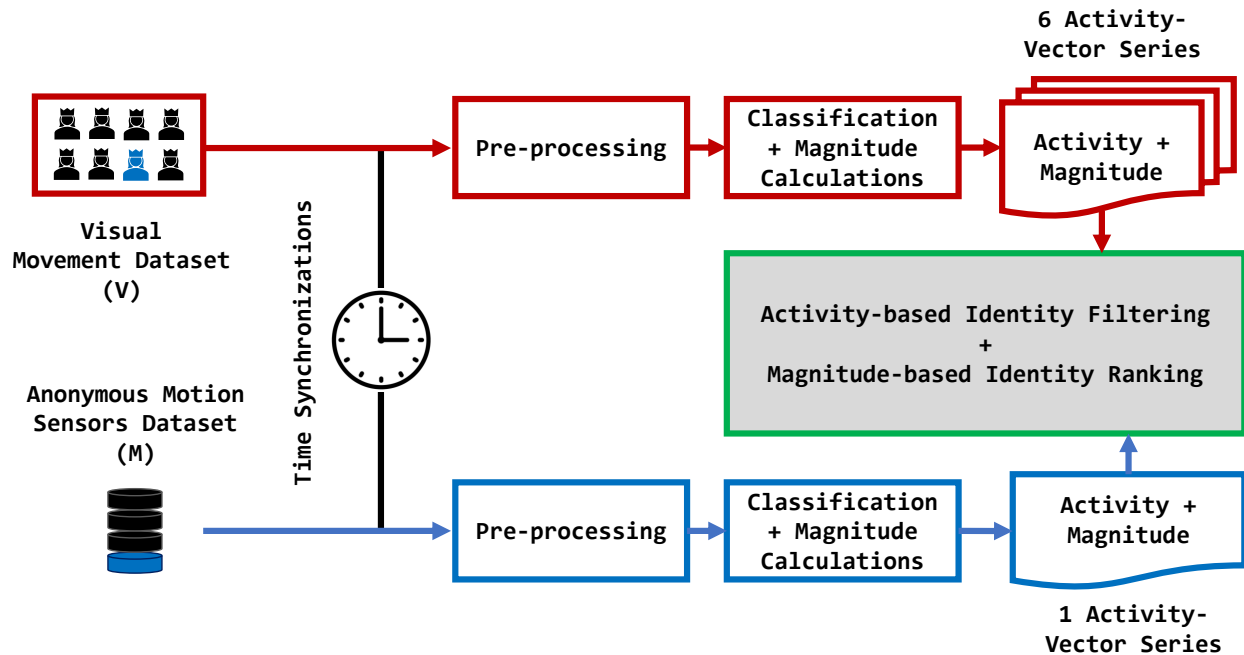 6 Activity-
Vector Series
Pre-processing
Classification
+ Magnitude
Calculations
Activity +
Magnitude
Visual
Movement Dataset
(V)
Time Synchronizations
Activity-based Identity Filtering
+
Magnitude-based Identity Ranking
Anonymous Motion
Sensors Dataset
(M)
Pre-processing
Classification
+ Magnitude
Calculations
Activity +
Magnitude
1 Activity-
Vector Series